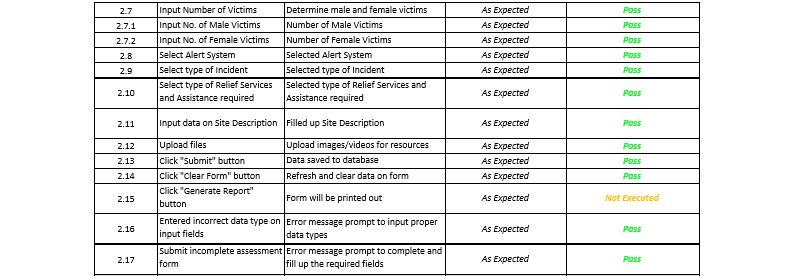 2.7 Input Number of Victims Determine male and female victims As Expected Pass
2.7.1 Input No. of Male Victims Number of Male Victims As Expected Pass
2.7.2 Input No. of Female Victims Number of Female Victims As Expected Pass
2.8 Select Alert System Selected Alert System As Expected Pass
2.9 Select type of Incident Selected type of Incident As Expected Pass
2.10 Select type of Relief Services Selected type of Relief Services and As Expected Pass
and Assistance required Assistance required
2.11 Input data on Site Description Filled up Site Description As Expected Pass
2.12 Upload files Upload images/videos for resources As Expected Pass
2.13 Click "Submit" button Data saved to database As Expected Pass
2.14 Click "Clear Form" button Refresh and clear data on form As Expected Pass
2.15 Click "Generate Report" Form will be printed out As Expected Not Executed
button
2.16 Entered incorrect data type on Error message prompt to input proper As Expected Pass
input fields data types
2.17 Submit incomplete assessment Error message prompt to complete and As Expected Pass
form fill up the required fields